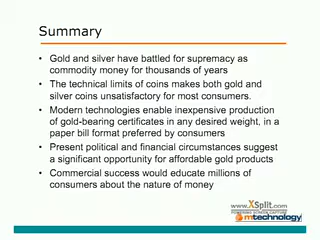 Summary
• Gold and silver have battled for supremacy as
commodity money for thousands of years
• The technical limits of coins makes both gold and
silver coins unsatisfactory for most consumers.
• Modern technologies enable inexpensive production
of gold-bearing certificates in any desired weight, in a
paper bill format preferred by consumers
• Present political and financial circumstances suggest
a significant opportunity for affordable gold products
• Commercial success would educate millions of
consumers about the nature of money
www.XSplit.com
mtechnology